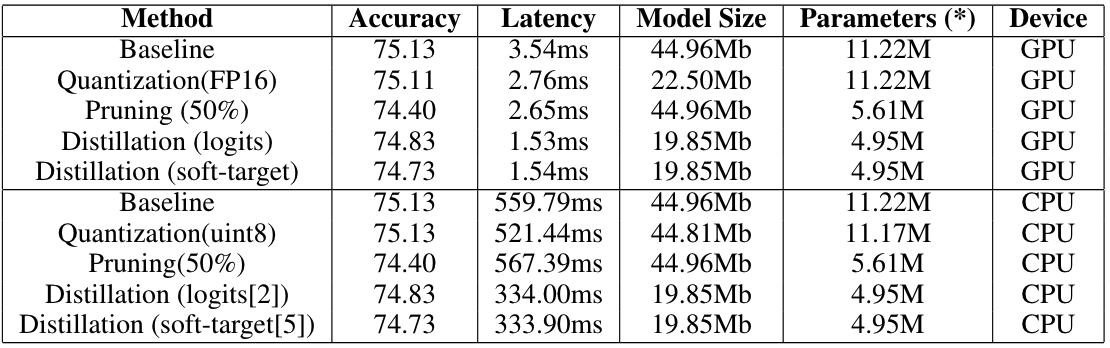 Method Accuracy Latency Model Size Parameters (*) Device
Baseline 75.13 3.54ms 44.96Mb 11.22M GPU
Quantization(FP16) 75.11 2.76ms 22.50Mb 11.22M GPU
Pruning (50%) 74.40 2.65ms 44.96Mb 5.61M GPU
Distillation (logits) 74.83 1.53ms 19.85Mb 4.95M GPU
Distillation (soft-target) 74.73 1.54ms 19.85Mb 4.95M GPU
Baseline 75.13 559.79ms 44.96Mb 11.22M CPU
Quantization(uint8) 75.13 521.44ms 44.81Mb 11.17M CPU
Pruning(50%) 74.40 567.39ms 44.96Mb 5.61M CPU
Distillation (logits[2]) 74.83 334.00ms 19.85Mb 4.95M CPU
Distillation (soft-target[5]) 74.73 333.90ms 19.85Mb 4.95M CPU